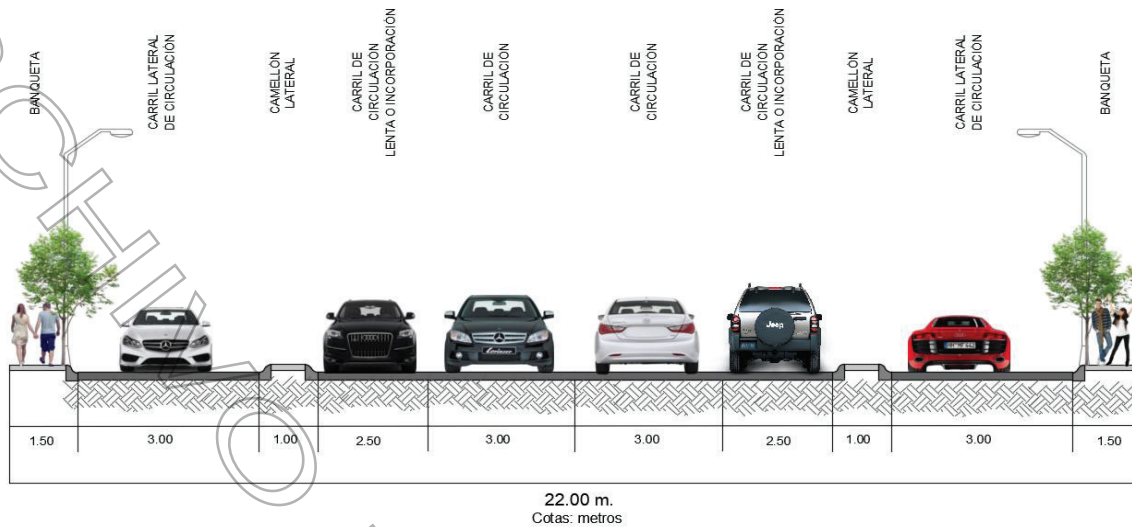 BANQUETA
CARRIL LATERAL
DE CIRCULACIÓN
CAMELLÓN
LATERAL
CARRIL DE
CIRCULACIÓN
LENTA O INCORPORACIÓN
CARRIL DE
CIRCULACIÓN
CARRIL DE
CIRCULACIÓN
CARRIL DE
CIRCULACIÓN
LENTA O INCORPORACIÓN
CAMELLÓN
LATERAL
CARRIL LATERAL
DE CIRCULACIÓN
BANQUETA
Jeep
1.50 3.00 1.00 2.50 3.00 3.00 2.50 1.00 3.00 1.50
22.00 m.
Cotas: metros